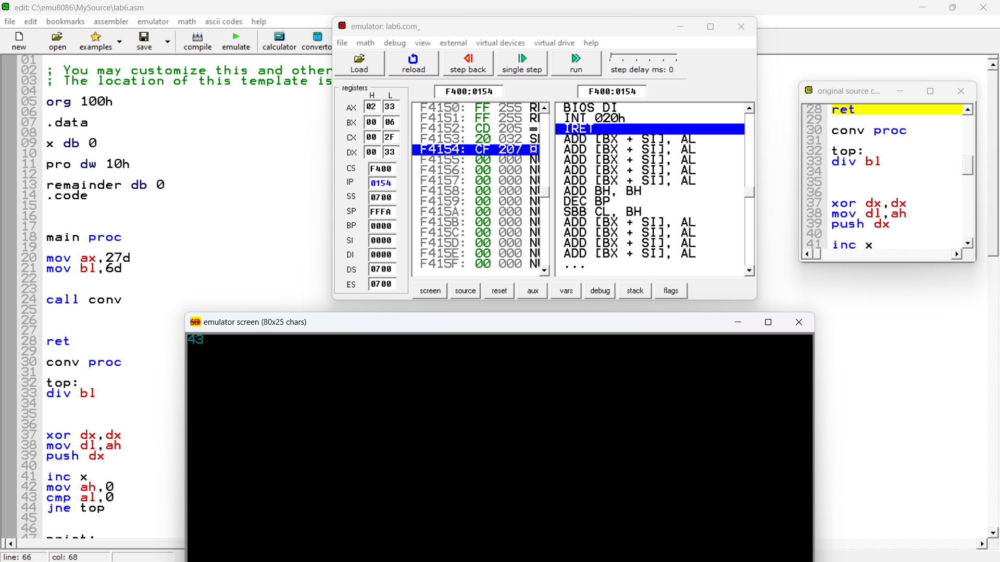 edit: C:\emu8086\MySource\lab6.asm
file edit bookmarks assembler emulator math ascii codes help
new open examples save compile emulate calculator converto
01
02 ; You may customize this and other
03 ; The location of this template is
04
05 org 100h
06
07 .data
08
09 x db 0
10
11 pro dw 10h
12
13 remainder db 0
14 .code
15
16
17
18 main proc
19
20 mov ax,27d
21 mov bl,6d
22
23
24 call conv
25
26
27
28 ret
29
30 conv proc
31
32 top:
33 div bl
34
35
36
37 xor dx,dx
38 mov dl,ah
39 push dx
40
41 inc x
42 mov ah,0
43 cmp al,0
44 jne top
45
46
47 print:
line: 66 col: 68
emulator: lab6.com_
file math debug view external virtual devices virtual drive help
Load reload step back single step run step delay ms: 0
registers
H L
AX 02 33
BX 00 06
CX 00 2F
DX 00 33
CS F400
IP 0154
SS 0700
SP FFFA
BP 0000
SI 0000
DI 0000
DS 0700
ES 0700
F400:0154
F4150: FF 255
F4151: FF 255
F4152: CD 205 =
F4153: 20 032
F4154: CF 207 ¤
F4155: 00 000
F4156: 00 000
F4157: 00 000
F4158: 00 000
F4159: 00 000
F415A: 00 000
F415B: 00 000
F415C: 00 000
F415D: 00 000
F415E: 00 000
F415F: 00 000
F400:0154
BIOS DI
INT 020h
IRET
ADD [BX + SI], AL
ADD [BX + SI], AL
ADD [BX + SI], AL
ADD [BX + SI], AL
ADD [BX + SI], AL
ADD BH, BH
DEC BP
SBB CL, BH
ADD [BX + SI], AL
ADD [BX + SI], AL
ADD [BX + SI], AL
ADD [BX + SI], AL
...
screen source reset aux vars debug stack flags
original source c...
28 ret
29
30 conv proc
31
32 top:
33 div bl
34
35
36
37 xor dx,dx
38 mov dl,ah
39 push dx
40
41 inc x
SCR emulator screen (80x25 chars)
43